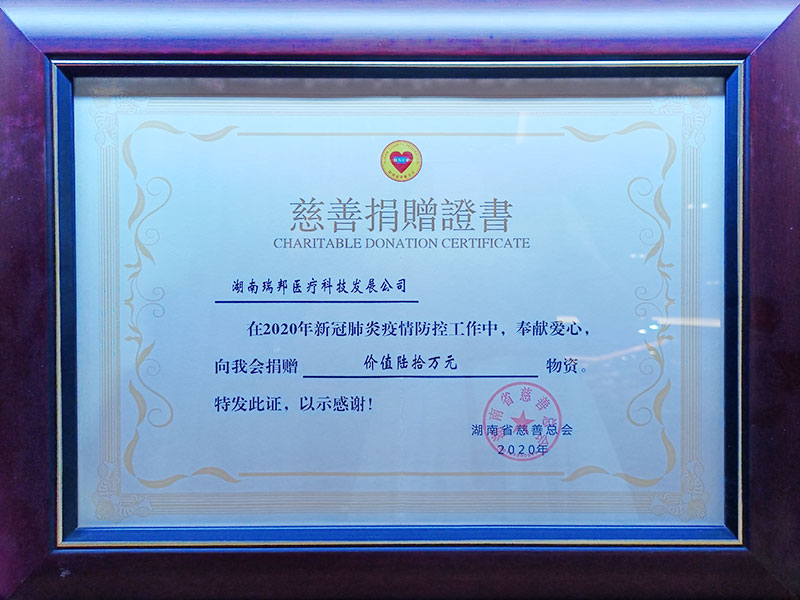 慈善捐贈證書
CHARITABLE DONATION CERTIFICATE
湖南瑞邦医疗科技发展公司
在2020年新冠肺炎疫情防控工作中，奉献爱心，
向我会捐赠 价值陆拾万元 物资。
特发此证，以示感谢！
湖南省慈善总会
2020年